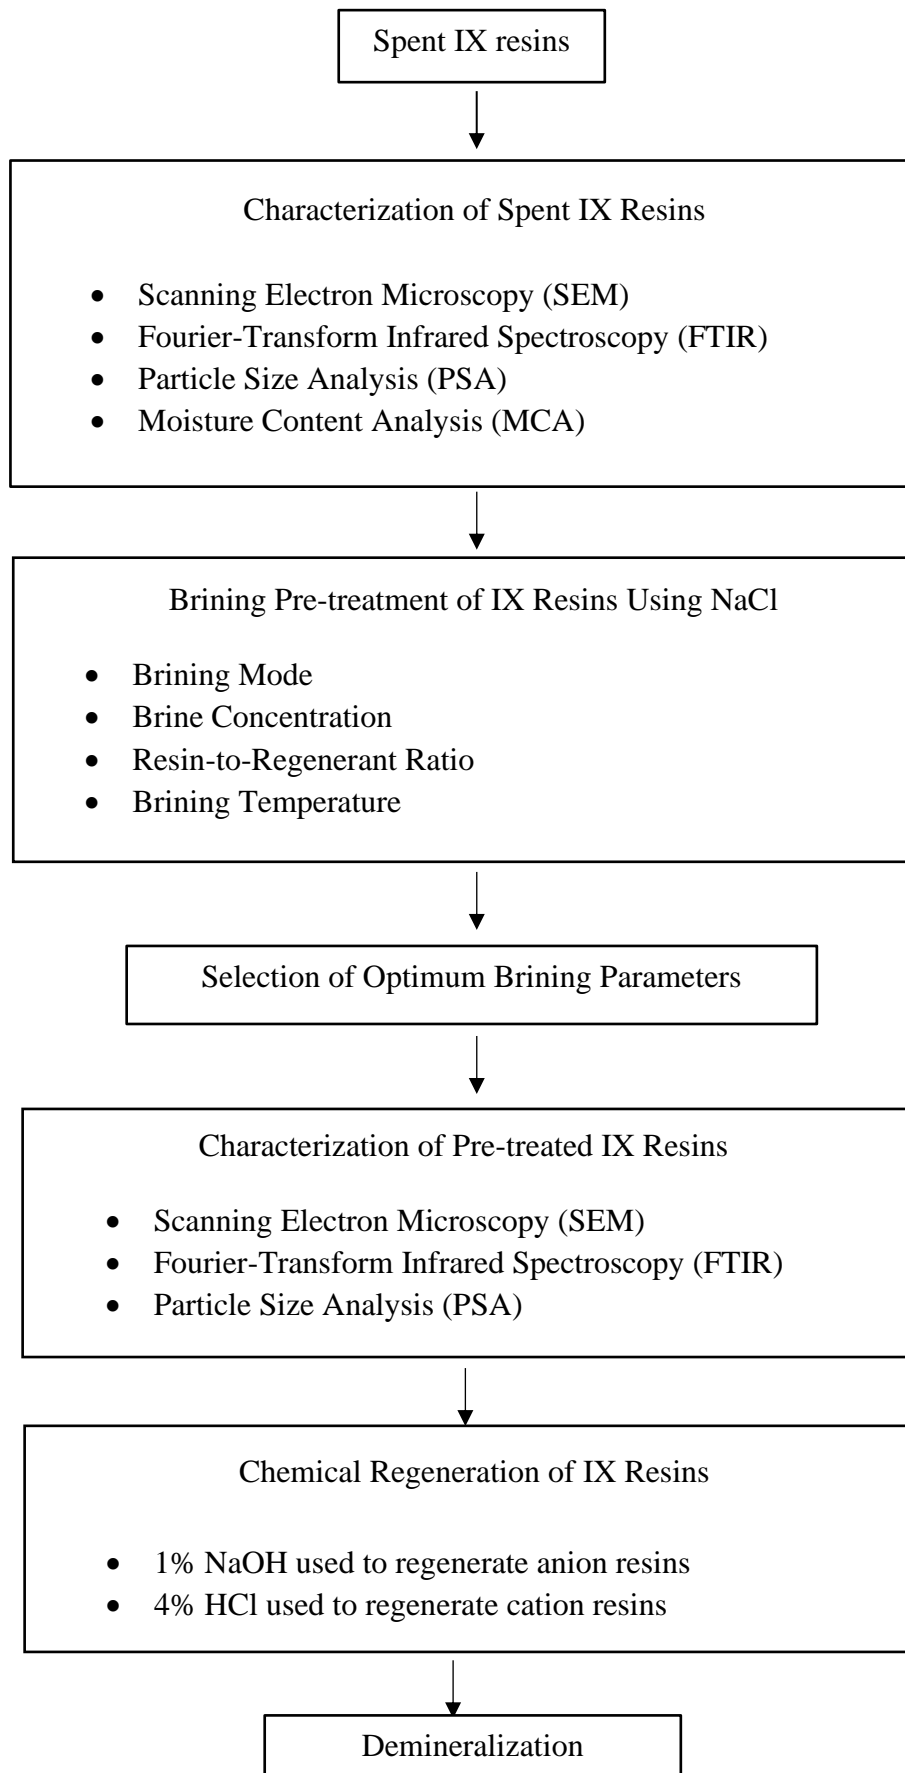 Spent IX resins
Characterization of Spent IX Resins
• Scanning Electron Microscopy (SEM)
• Fourier-Transform Infrared Spectroscopy (FTIR)
• Particle Size Analysis (PSA)
• Moisture Content Analysis (MCA)
Brining Pre-treatment of IX Resins Using NaCl
• Brining Mode
• Brine Concentration
• Resin-to-Regenerant Ratio
• Brining Temperature
Selection of Optimum Brining Parameters
Characterization of Pre-treated IX Resins
• Scanning Electron Microscopy (SEM)
• Fourier-Transform Infrared Spectroscopy (FTIR)
• Particle Size Analysis (PSA)
Chemical Regeneration of IX Resins
• 1% NaOH used to regenerate anion resins
• 4% HCl used to regenerate cation resins
Demineralization